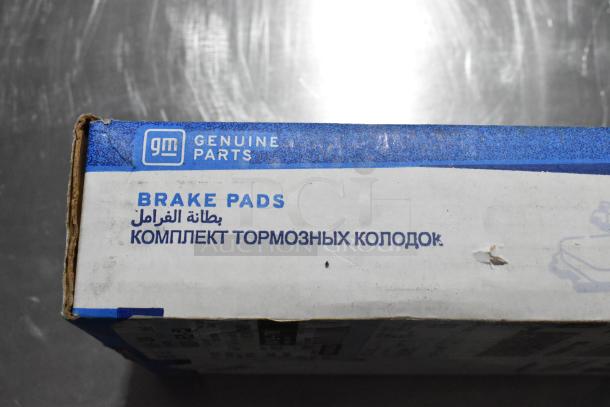 gm GENUINE
PARTS
BRAKE PADS
بطانة الفرامل
КОМПЛЕКТ ТОРМОЗНЫХ КОЛОДОК